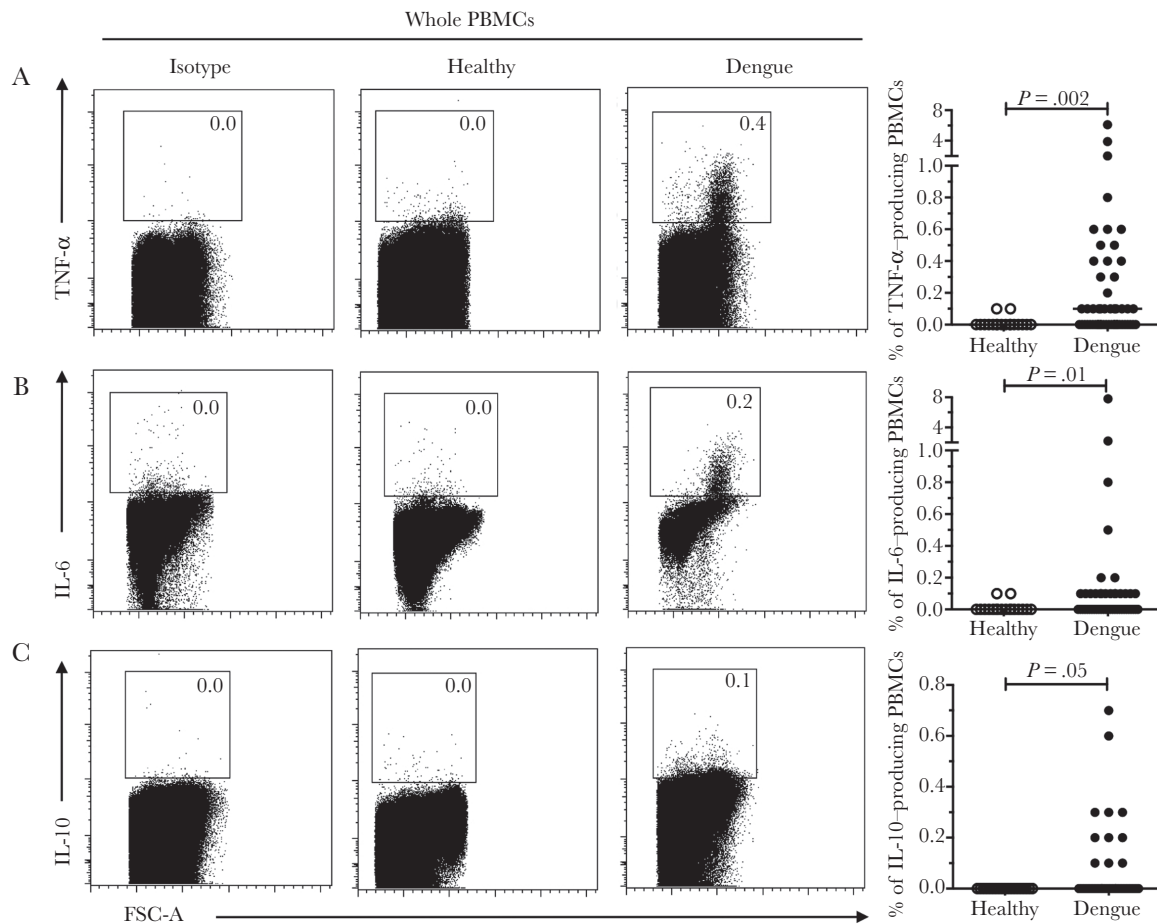 Whole PBMCs
A
Isotype
Healthy
Dengue
TNF-α
0.0
0.0
0.4
% of TNF-α–producing PBMCs
P = .002
8
4
1.0
0.8
0.6
0.4
0.2
0.0
Healthy
Dengue
B
IL-6
0.0
0.0
0.2
% of IL-6–producing PBMCs
P = .01
8
4
1.0
0.8
0.6
0.4
0.2
0.0
Healthy
Dengue
C
IL-10
0.0
0.0
0.1
% of IL-10–producing PBMCs
P = .05
0.8
0.6
0.4
0.2
0.0
Healthy
Dengue
FSC-A